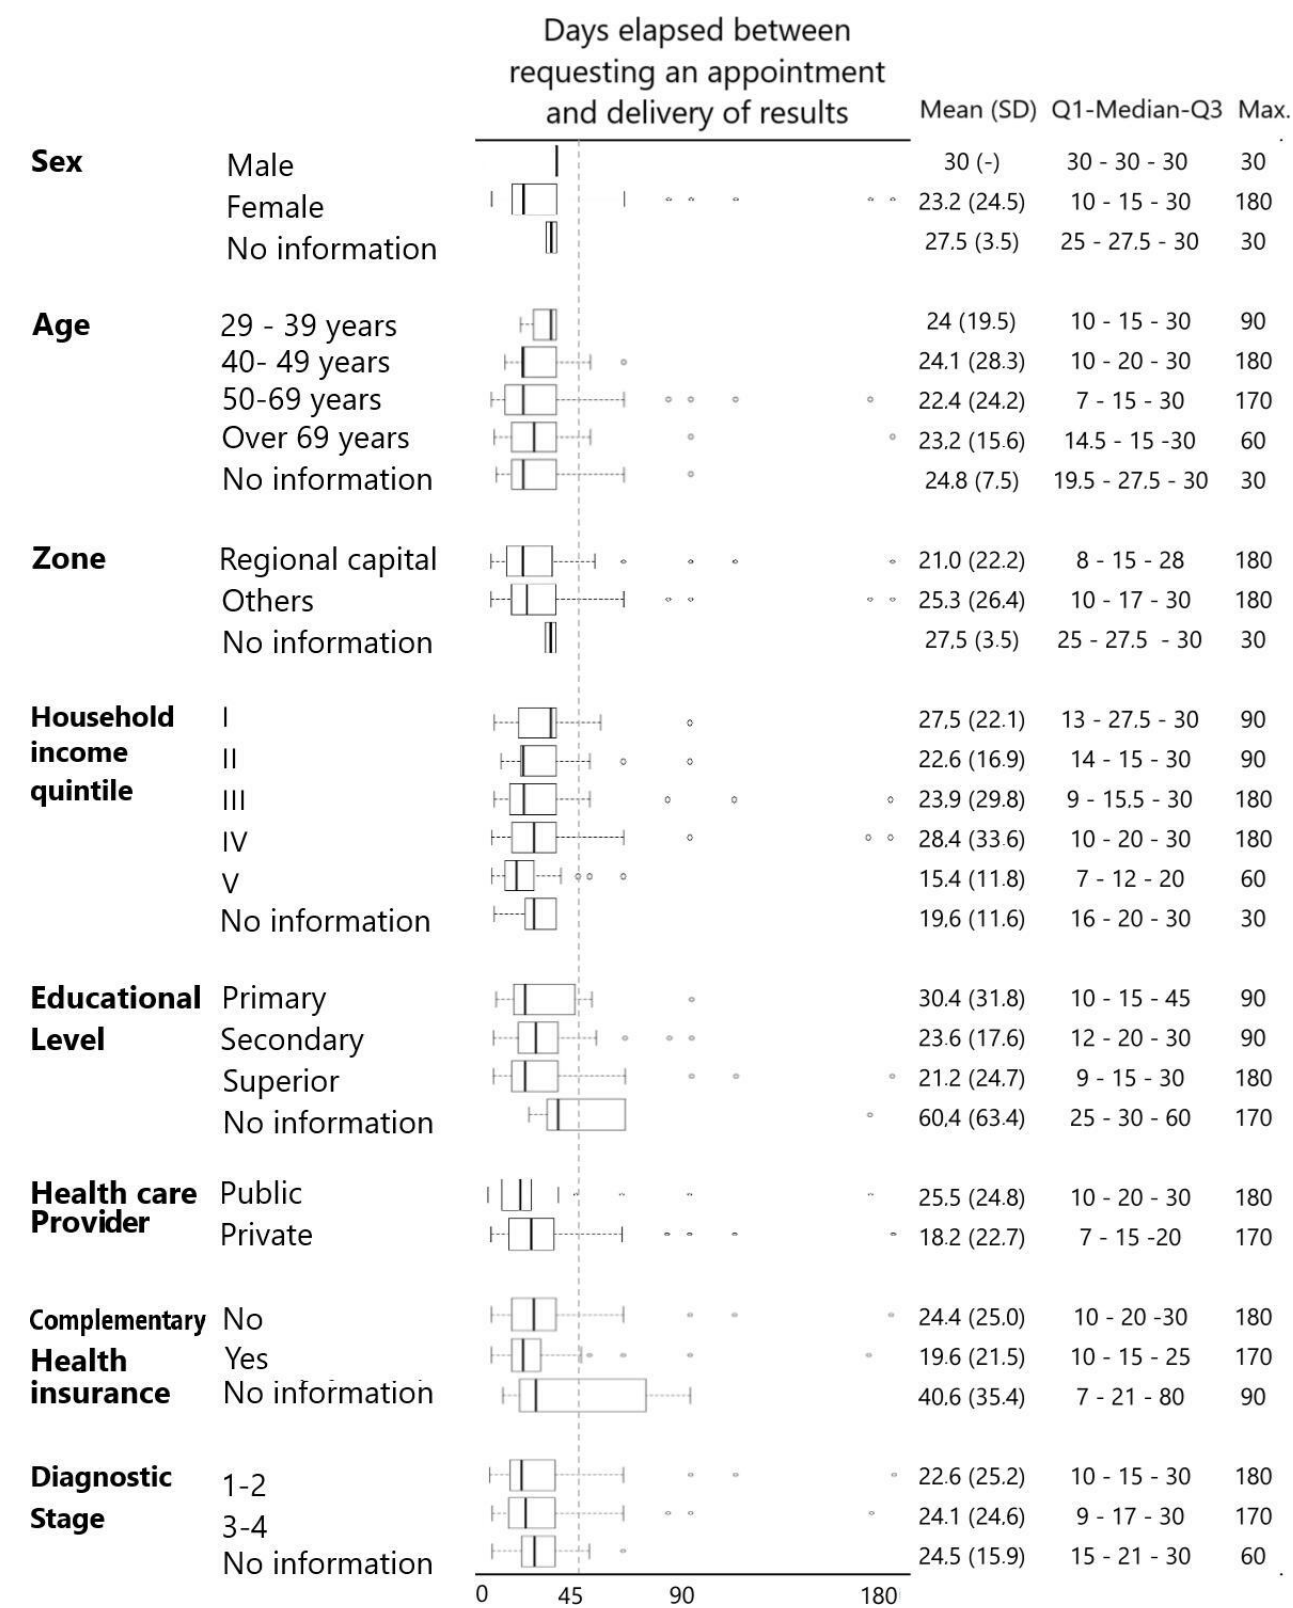 Days elapsed between
requesting an appointment
and delivery of results
Mean (SD) Q1-Median-Q3 Max.
Sex Male 30 (-) 30 - 30 - 30 30
Female 23.2 (24.5) 10 - 15 - 30 180
No information 27.5 (3.5) 25 - 27.5 - 30 30
Age 29 - 39 years 24 (19.5) 10 - 15 - 30 90
40- 49 years 24.1 (28.3) 10 - 20 - 30 180
50-69 years 22.4 (24.2) 7 - 15 - 30 170
Over 69 years 23.2 (15.6) 14.5 - 15 -30 60
No information 24.8 (7.5) 19.5 - 27.5 - 30 30
Zone Regional capital 21.0 (22.2) 8 - 15 - 28 180
Others 25.3 (26.4) 10 - 17 - 30 180
No information 27,5 (3.5) 25 - 27.5 - 30 30
Household I 27,5 (22.1) 13 - 27.5 - 30 90
income II 22.6 (16.9) 14 - 15 - 30 90
quintile III 23.9 (29.8) 9 - 15.5 - 30 180
IV 28.4 (33.6) 10 - 20 - 30 180
V 15.4 (11.8) 7 - 12 - 20 60
No information 19,6 (11.6) 16 - 20 - 30 30
Educational Primary 30.4 (31.8) 10 - 15 - 45 90
Level Secondary 23.6 (17.6) 12 - 20 - 30 90
Superior 21.2 (24.7) 9 - 15 - 30 180
No information 60,4 (63.4) 25 - 30 - 60 170
Health care Public 25.5 (24.8) 10 - 20 - 30 180
Provider Private 18.2 (22.7) 7 - 15 -20 170
Complementary No 24.4 (25.0) 10 - 20 -30 180
Health Yes 19.6 (21.5) 10 - 15 - 25 170
insurance No information 40.6 (35.4) 7 - 21 - 80 90
Diagnostic 1-2 22.6 (25.2) 10 - 15 - 30 180
Stage 3-4 24.1 (24.6) 9 - 17 - 30 170
No information 24.5 (15.9) 15 - 21 - 30 60
0 45 90 180